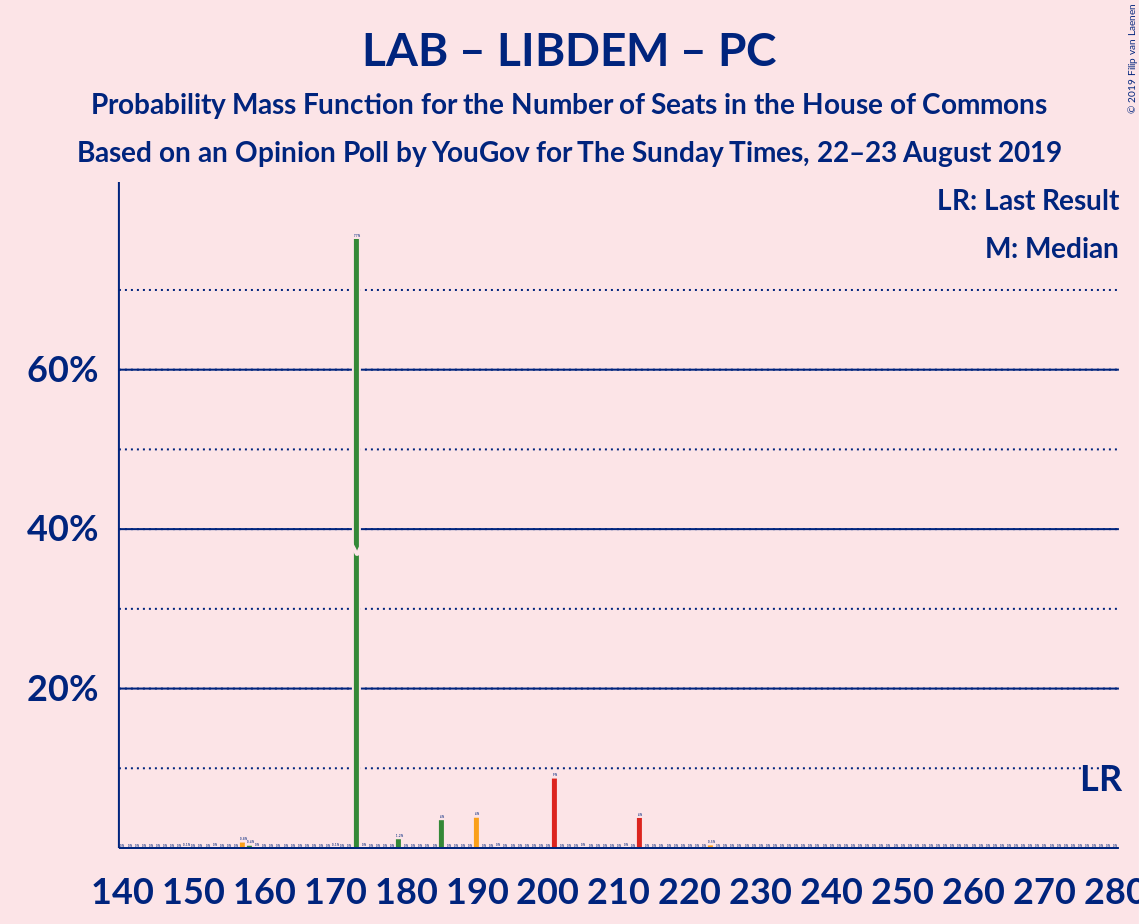 LAB – LIBDEM – PC
Probability Mass Function for the Number of Seats in the House of Commons
Based on an Opinion Poll by YouGov for The Sunday Times, 22–23 August 2019
© 2019 Filip van Laenen
LR: Last Result
M: Median
60%
40%
20%
LR
140 150 160 170 180 190 200 210 220 230 240 250 260 270 280